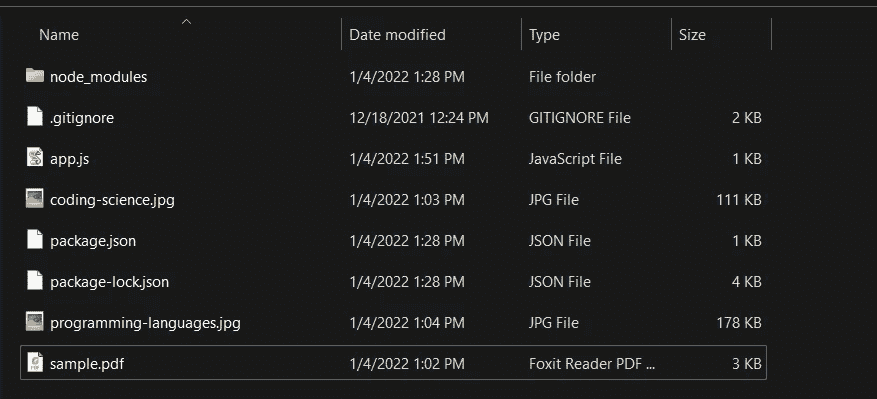 Name Date modified Type Size
node_modules 1/4/2022 1:28 PM File folder
.gitignore 12/18/2021 12:24 PM GITIGNORE File 2 KB
app.js 1/4/2022 1:51 PM JavaScript File 1 KB
coding-science.jpg 1/4/2022 1:03 PM JPG File 111 KB
package.json 1/4/2022 1:28 PM JSON File 1 KB
package-lock.json 1/4/2022 1:28 PM JSON File 4 KB
programming-languages.jpg 1/4/2022 1:04 PM JPG File 178 KB
sample.pdf 1/4/2022 1:02 PM Foxit Reader PDF ... 3 KB